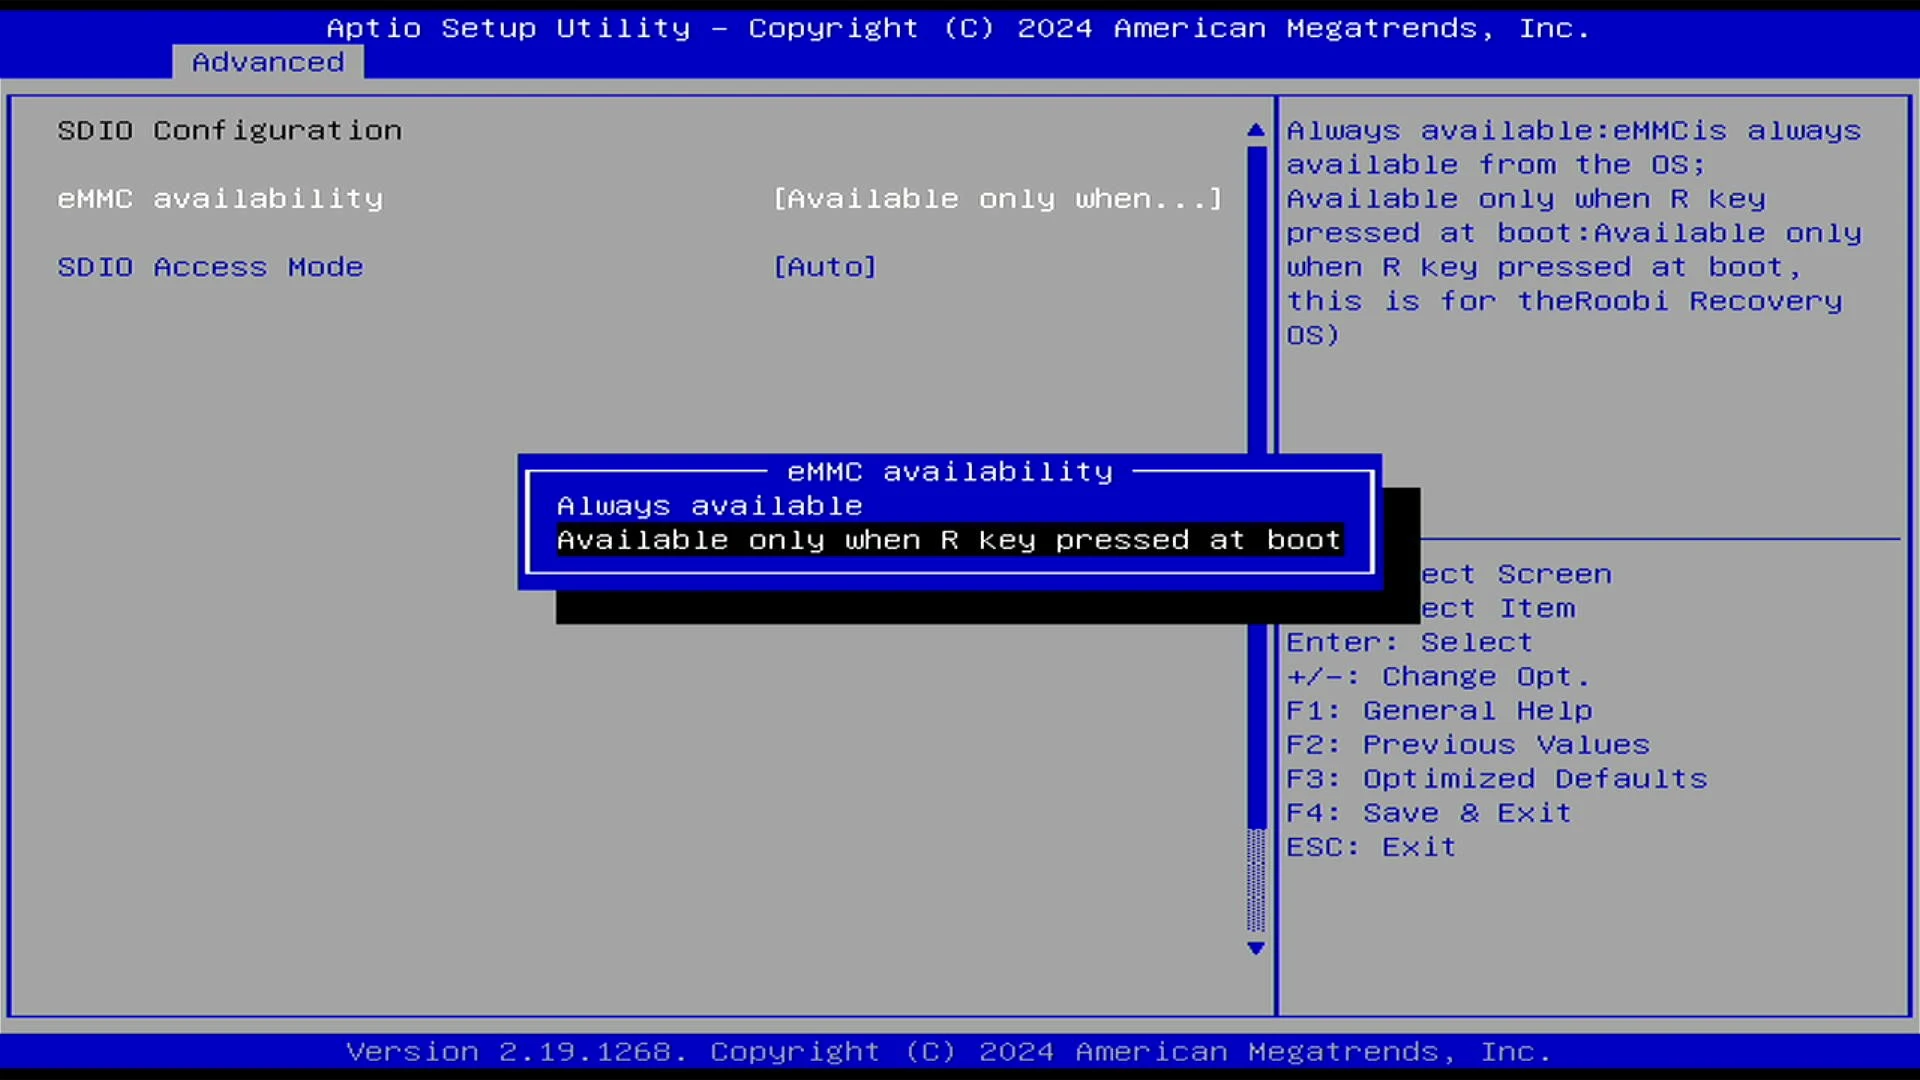 Aptio Setup Utility – Copyright (C) 2024 American Megatrends, Inc.
Advanced
SDIO Configuration
eMMC availability [Available only when...]
SDIO Access Mode [Auto]
Always available:eMMCis always
available from the OS;
Available only when R key
pressed at boot:Available only
when R key pressed at boot,
this is for theRoobi Recovery
OS)
eMMC availability
Always available
Available only when R key pressed at boot
ect Screen
ect Item
Enter: Select
+/-: Change Opt.
F1: General Help
F2: Previous Values
F3: Optimized Defaults
F4: Save & Exit
ESC: Exit
Version 2.19.1268. Copyright (C) 2024 American Megatrends, Inc.